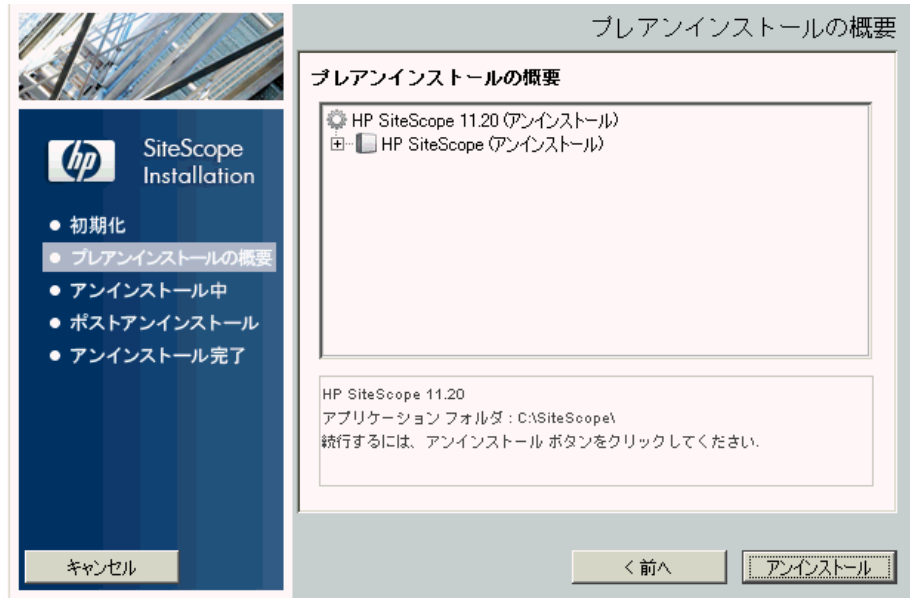 プレアンインストールの概要
hp
SiteScope
Installation
● 初期化
● プレアンインストールの概要
● アンインストール中
● ポストアンインストール
● アンインストール完了
プレアンインストールの概要
HP SiteScope 11.20 (アンインストール)
HP SiteScope (アンインストール)
HP SiteScope 11.20
アプリケーション フォルダ : C:\SiteScope\
続行するには、アンインストール ボタンをクリックしてください.
キャンセル
< 前へ
アンインストール